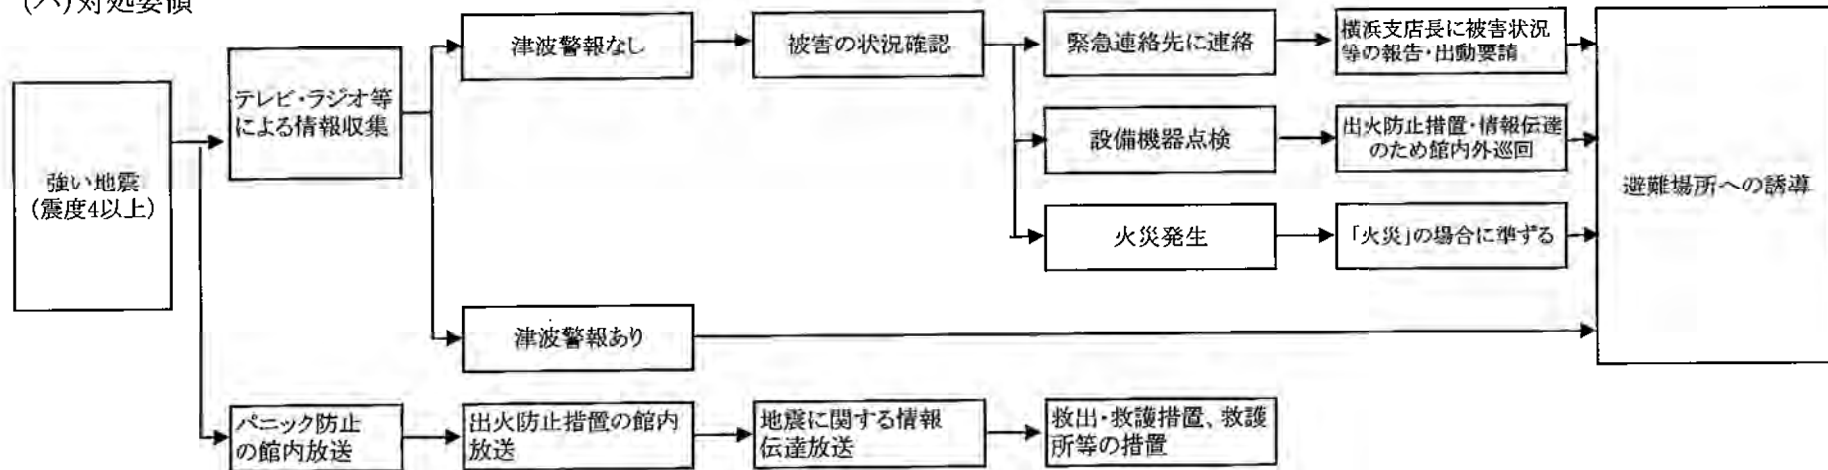 (ハ)対処要領
強い地震
(震度4以上)
テレビ・ラジオ等
による情報収集
津波警報なし
被害の状況確認
緊急連絡先に連絡
横浜支店長に被害状況
等の報告・出動要請
設備機器点検
出火防止措置・情報伝達
のため館内外巡回
火災発生
「火災」の場合に準ずる
避難場所への誘導
津波警報あり
パニック防止
の館内放送
出火防止措置の館内
放送
地震に関する情報
伝達放送
救出・救護措置、救護
所等の措置